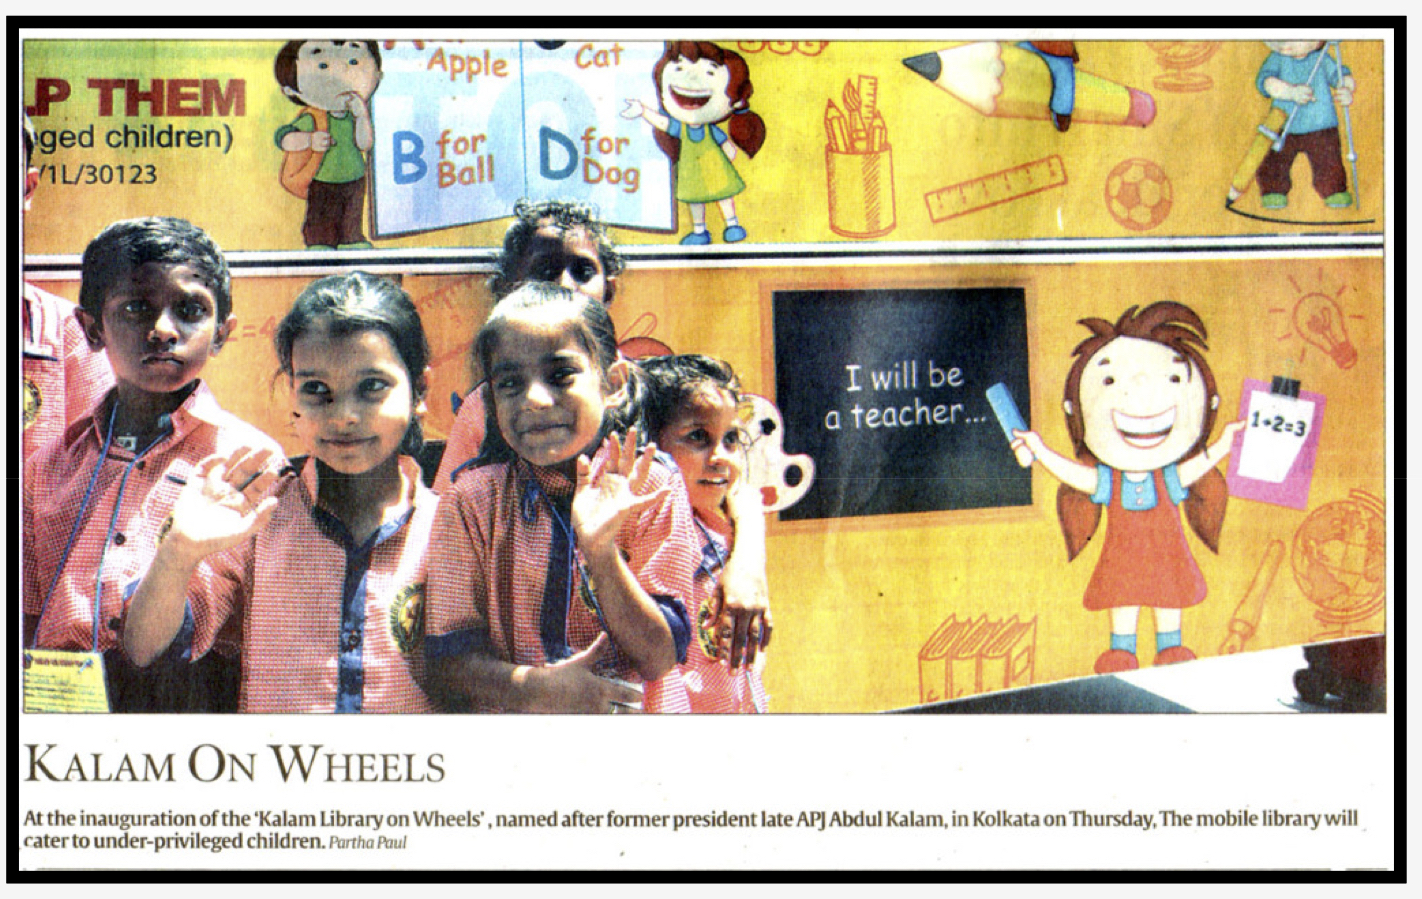 LP THEM
ged children)
/1L/30123
Apple
Cat
B for Ball
D for Dog
=4
I will be
a teacher...
1+2=3
KALAM ON WHEELS
At the inauguration of the ‘Kalam Library on Wheels’ , named after former president late APJ Abdul Kalam, in Kolkata on Thursday, The mobile library will
cater to under-privileged children. Partha Paul